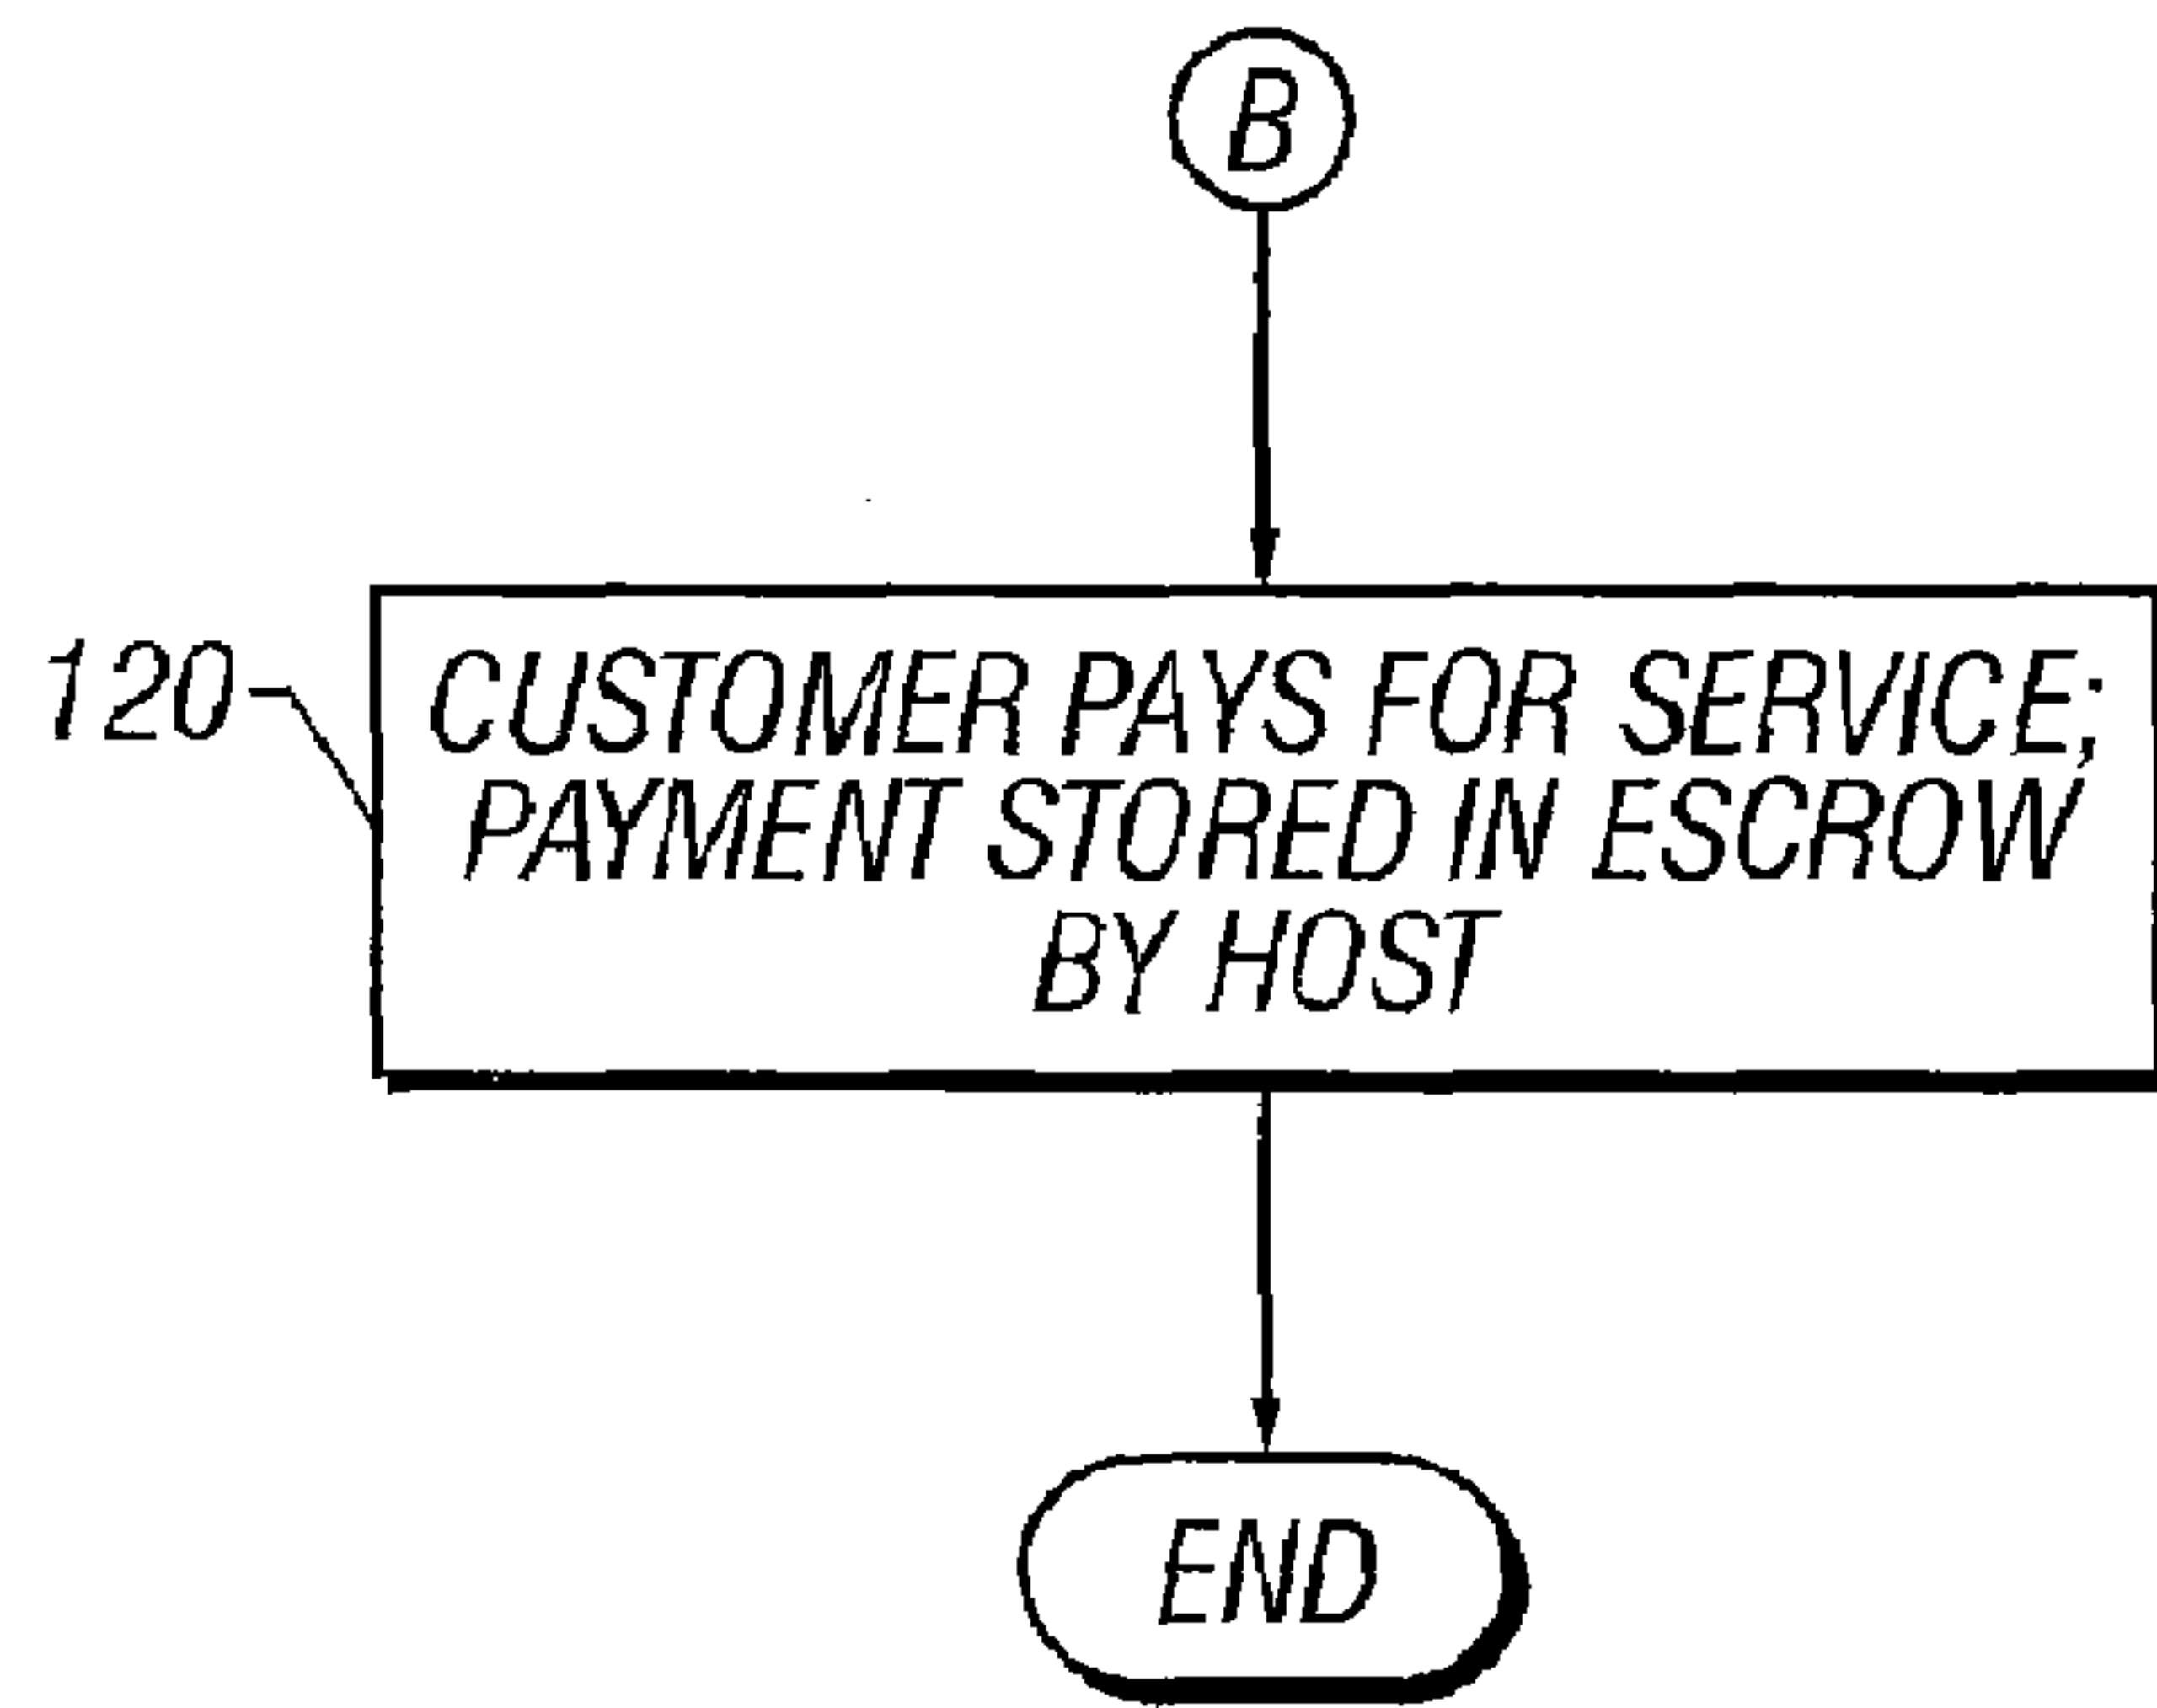 B
120
CUSTOMER PAYS FOR SERVICE;
PAYMENT STORED IN ESCROW
BY HOST
END